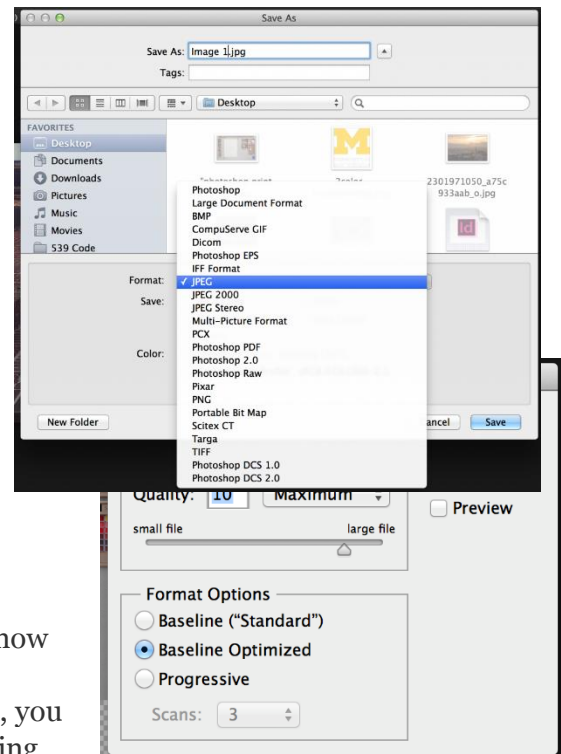 Save As
Save As: Image 1.jpg
Tags:
Desktop
FAVORITES
Desktop
Documents
Downloads
Pictures
Music
Movies
539 Code
2301971050_a75c
933aab_o.jpg
Id
Format:
Save:
Color:
Photoshop
Large Document Format
BMP
CompuServe GIF
Dicom
Photoshop EPS
IFF Format
✓ JPEG
JPEG 2000
JPEG Stereo
Multi-Picture Format
PCX
Photoshop PDF
Photoshop 2.0
Photoshop Raw
Pixar
PNG
Portable Bit Map
Scitex CT
Targa
TIFF
Photoshop DCS 1.0
Photoshop DCS 2.0
New Folder
Save
Quality: 10 Maximum
small file large file
Preview
Format Options
Baseline ("Standard")
Baseline Optimized
Progressive
Scans: 3
, you